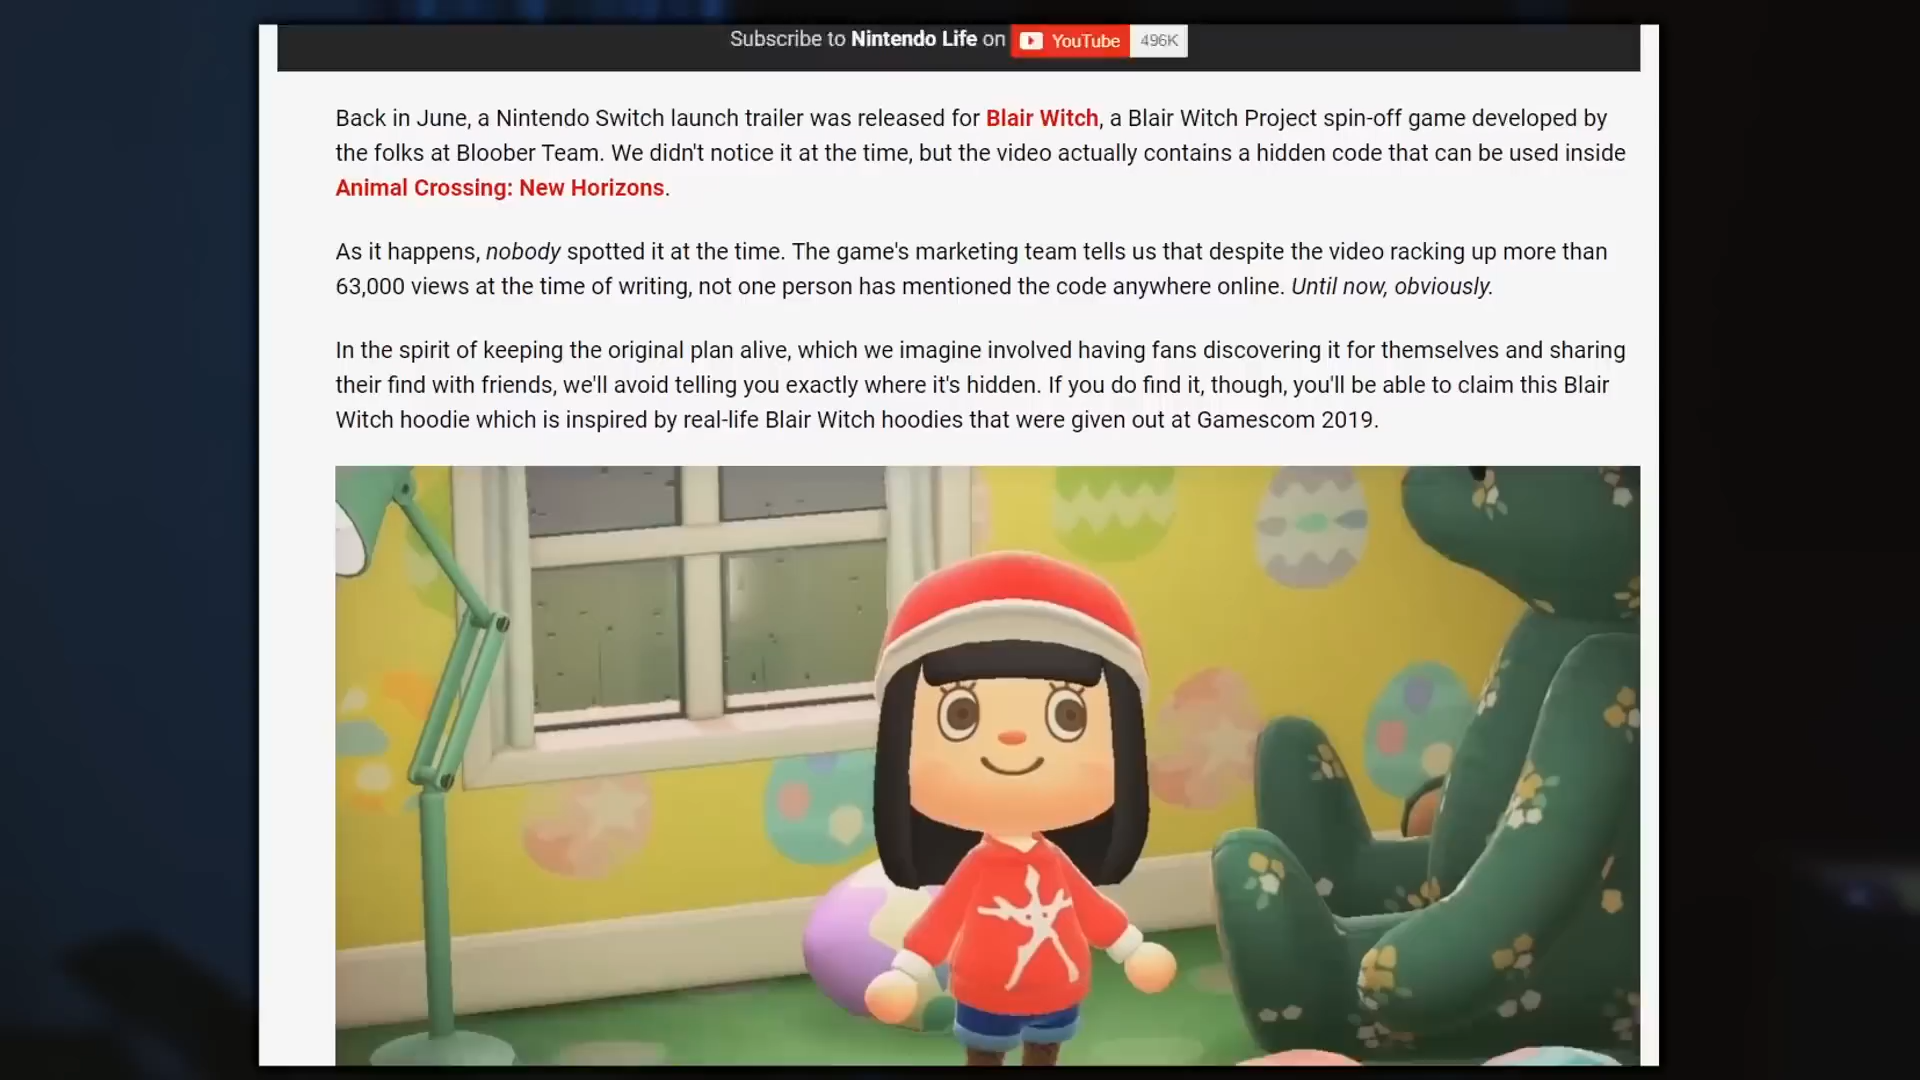 Subscribe to Nintendo Life on YouTube 496K
Back in June, a Nintendo Switch launch trailer was released for Blair Witch, a Blair Witch Project spin-off game developed by
the folks at Bloober Team. We didn't notice it at the time, but the video actually contains a hidden code that can be used inside
Animal Crossing: New Horizons.
As it happens, nobody spotted it at the time. The game's marketing team tells us that despite the video racking up more than
63,000 views at the time of writing, not one person has mentioned the code anywhere online. Until now, obviously.
In the spirit of keeping the original plan alive, which we imagine involved having fans discovering it for themselves and sharing
their find with friends, we'll avoid telling you exactly where it's hidden. If you do find it, though, you'll be able to claim this Blair
Witch hoodie which is inspired by real-life Blair Witch hoodies that were given out at Gamescom 2019.